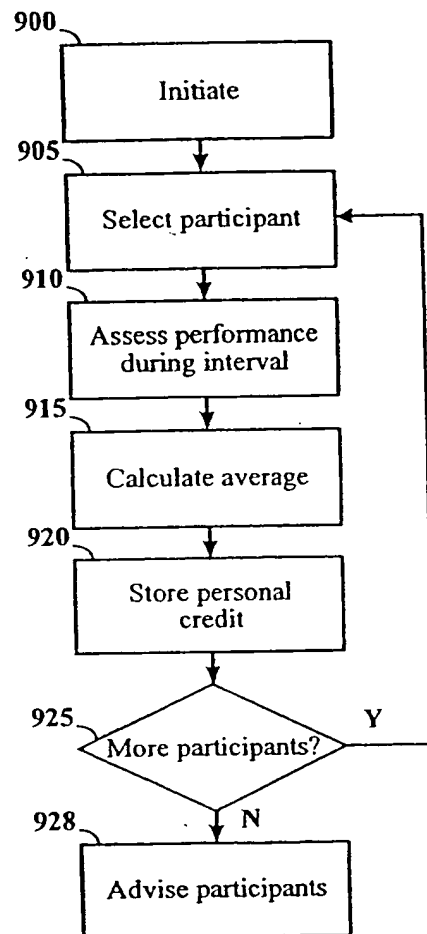 900
Initiate
905
Select participant
910
Assess performance
during interval
915
Calculate average
920
Store personal
credit
925
More participants?
Y
N
928
Advise participants